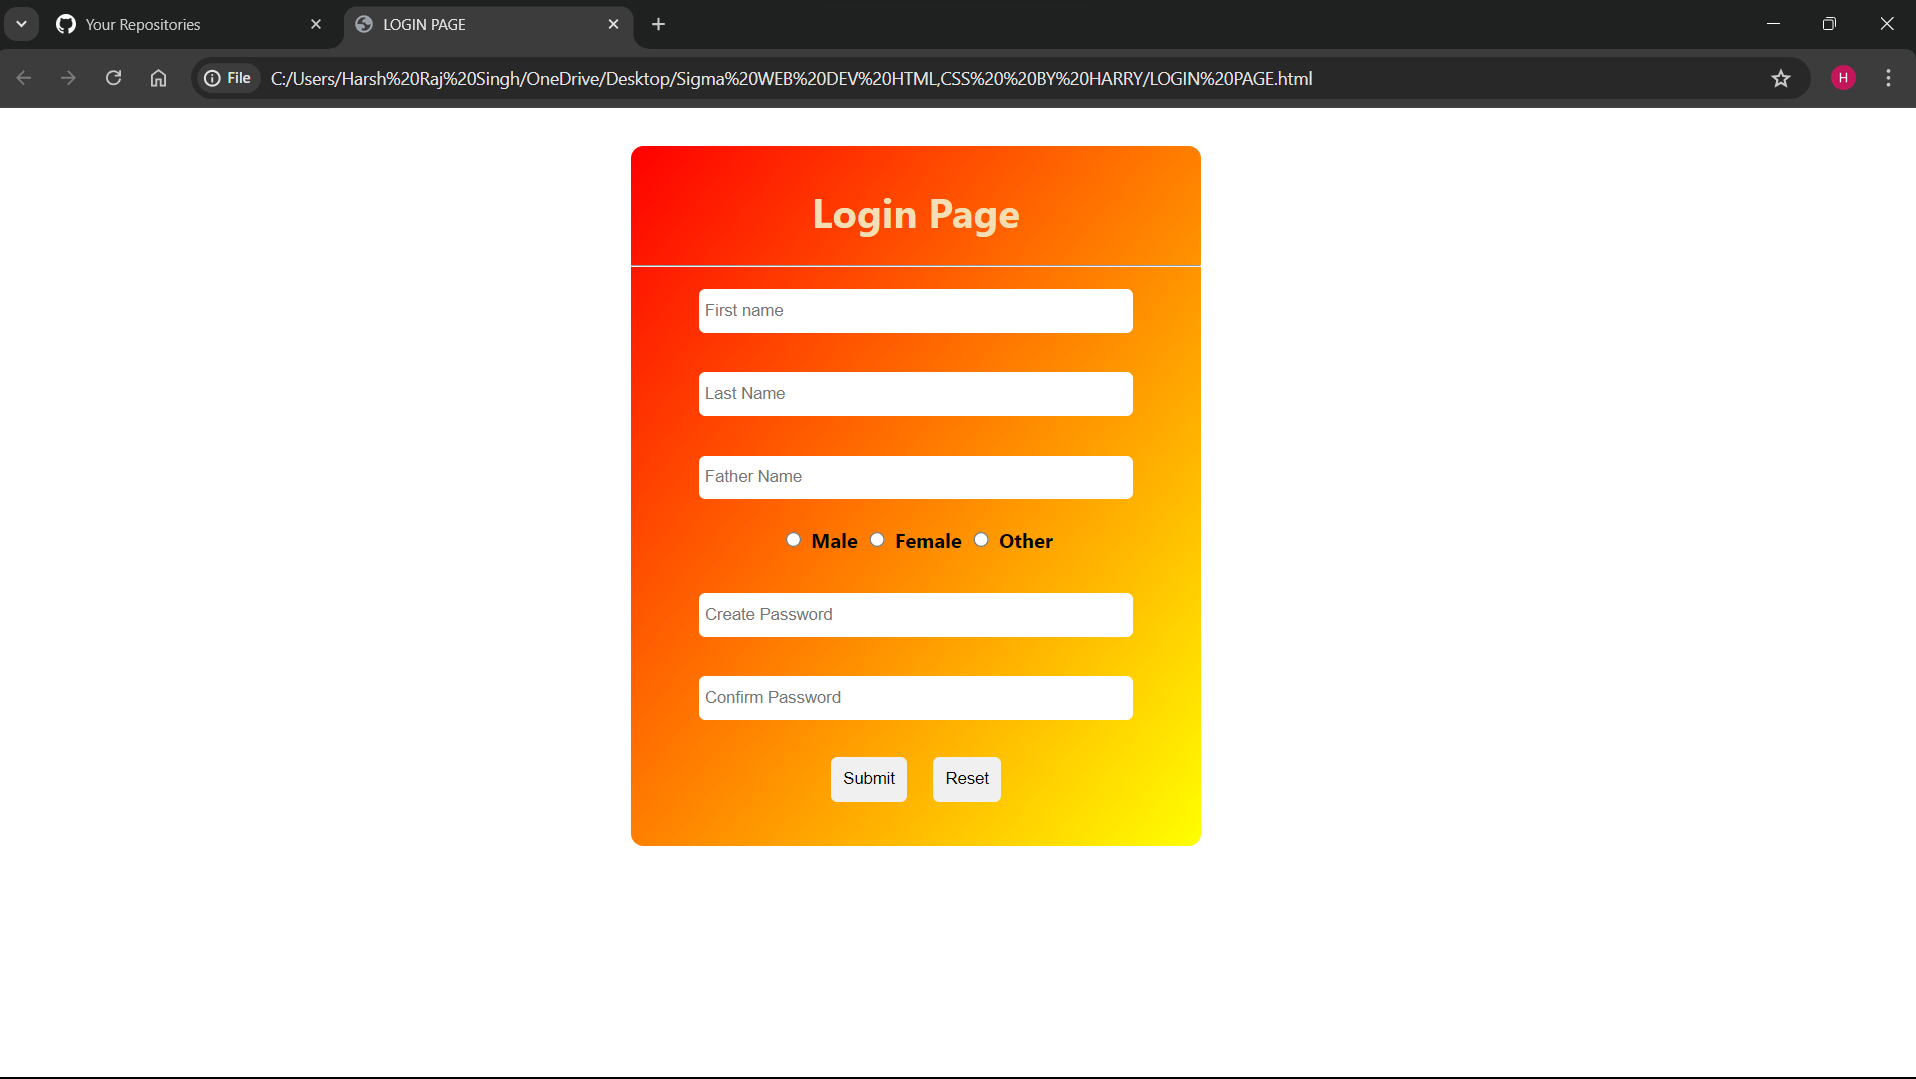 Your Repositories
LOGIN PAGE
File C:/Users/Harsh%20Raj%20Singh/OneDrive/Desktop/Sigma%20WEB%20DEV%20HTML,CSS%20%20BY%20HARRY/LOGIN%20PAGE.html
H
Login Page
First name
Last Name
Father Name
Male Female Other
Create Password
Confirm Password
Submit Reset